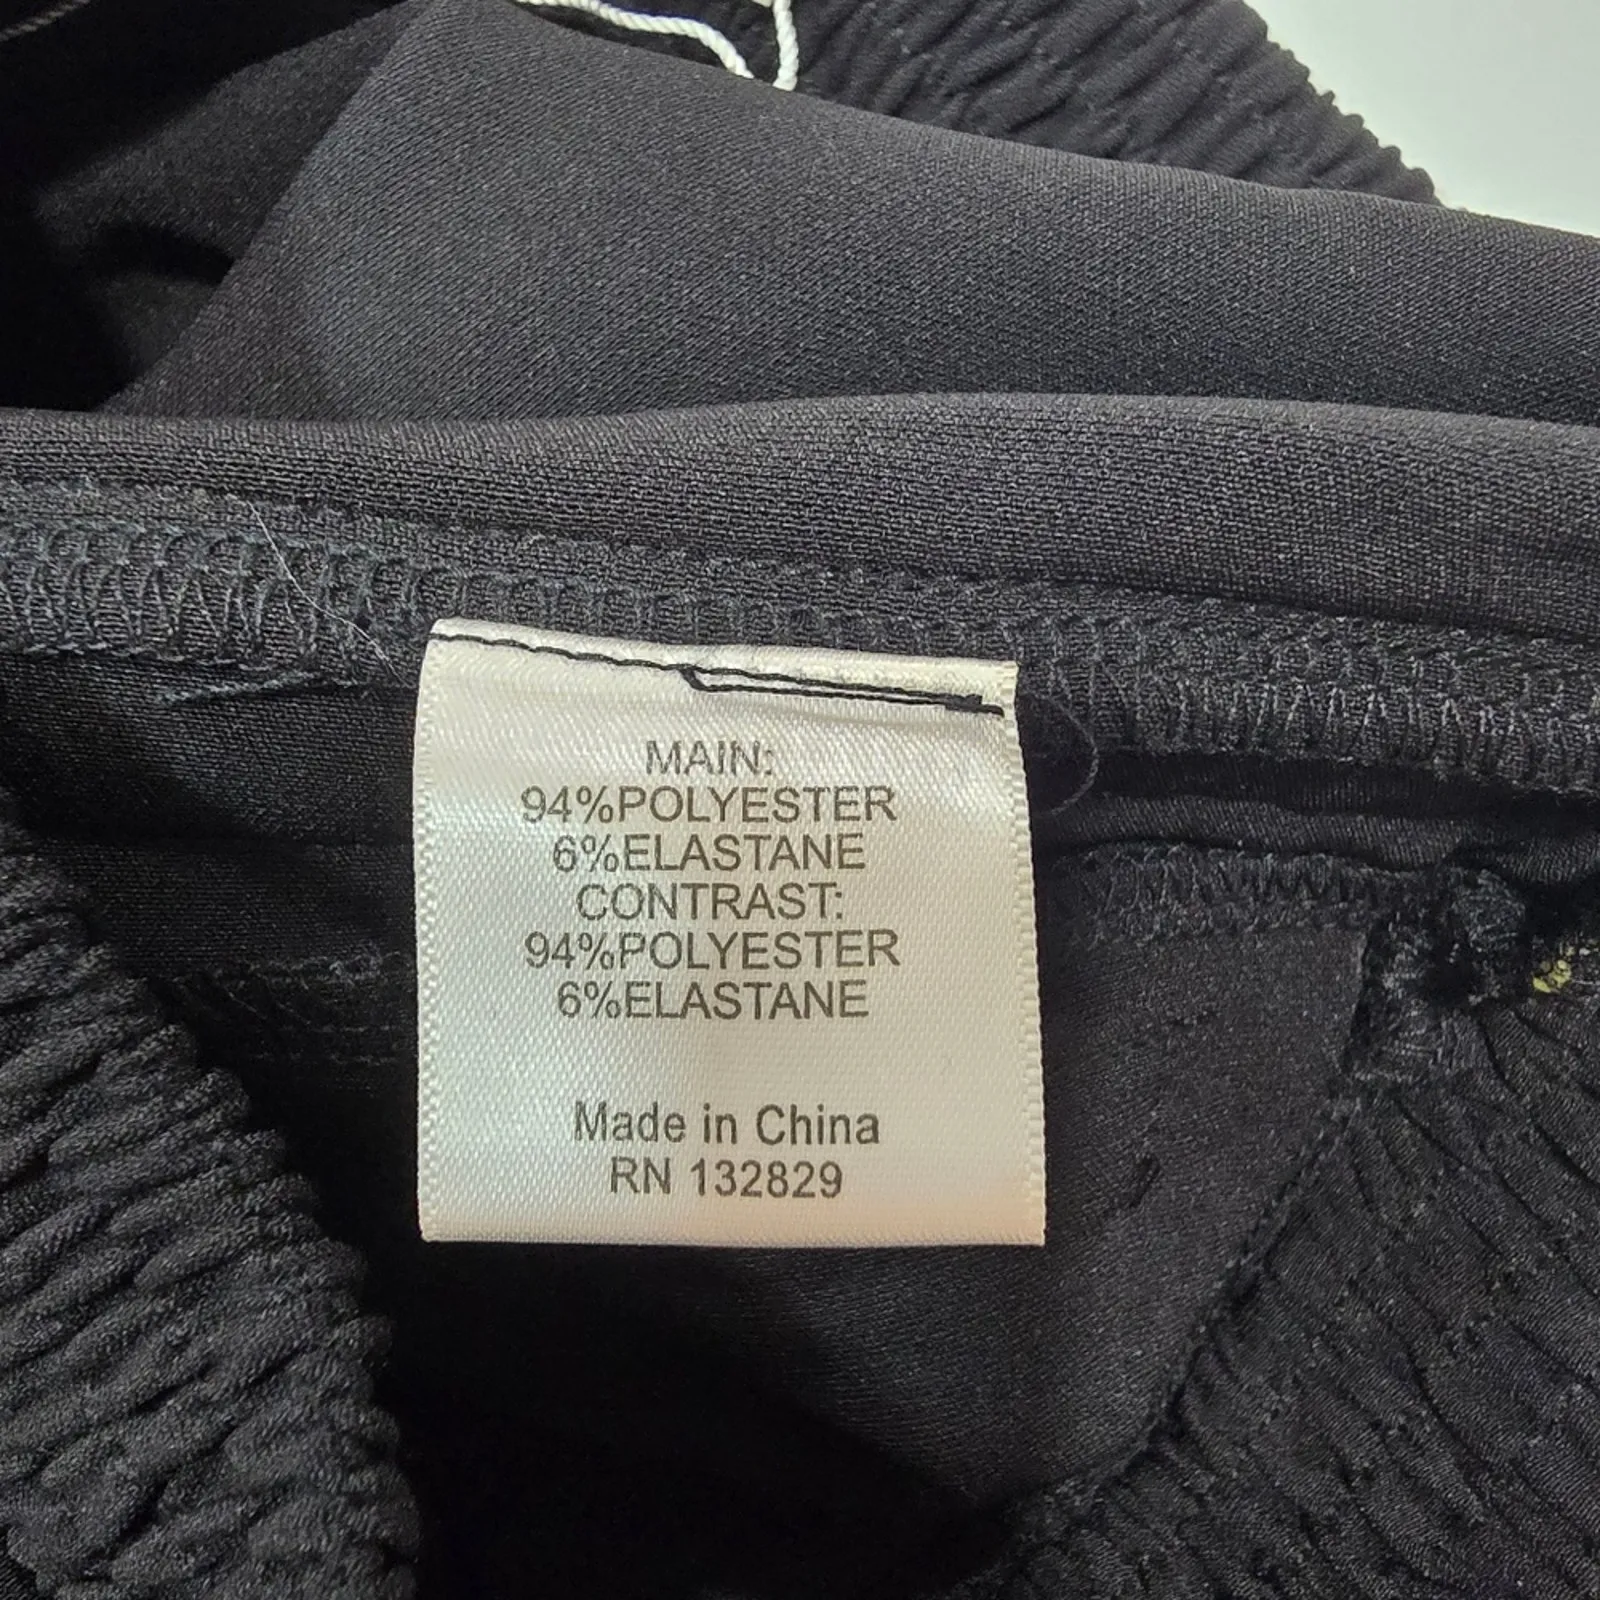 MAIN:
94%POLYESTER
6%ELASTANE
CONTRAST:
94%POLYESTER
6%ELASTANE
Made in China
RN 132829